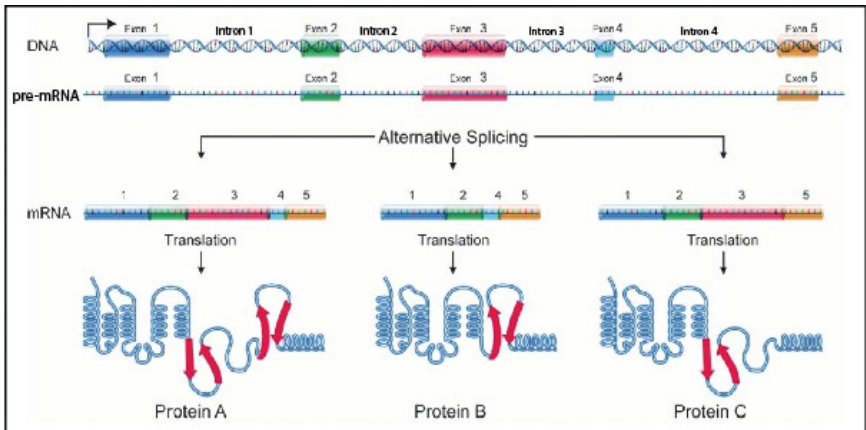 Exon 1 Intron 1 Exon 2 Intron 2 Exon 3 Intron 3 Exon 4 Intron 4 Exon 5
DNA
Exon 1 Exon 2 Exon 3 Exon 4 Exon 5
pre-mRNA
Alternative Splicing
1 2 3 4 5 1 2 4 5 1 2 3 5
mRNA
Translation Translation Translation
Protein A Protein B Protein C